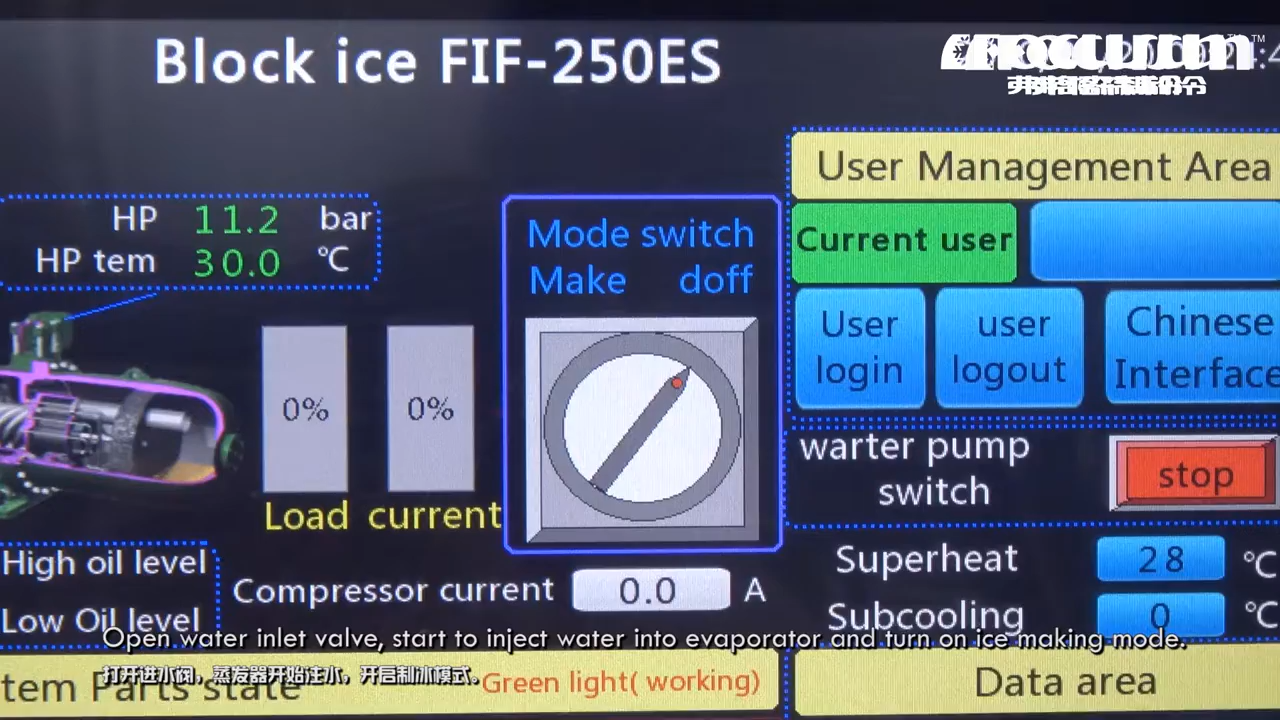 Block ice FIF-250ES
User Management Area
HP 11.2 bar
HP tem 30.0 ℃
Mode switch
Make doff
Current user
User login
user logout
Chinese Interface
0%
0%
Load current
warter pump switch
stop
High oil level
Low Oil level
Compressor current 0.0 A
Superheat 28 ℃
Subcooling 0 ℃
Open water inlet valve, start to inject water into evaporator and turn on ice making mode.
打开进水阀，蒸发器开始注水，开启制冰模式。
tem Parts state
Green light( working)
Data area